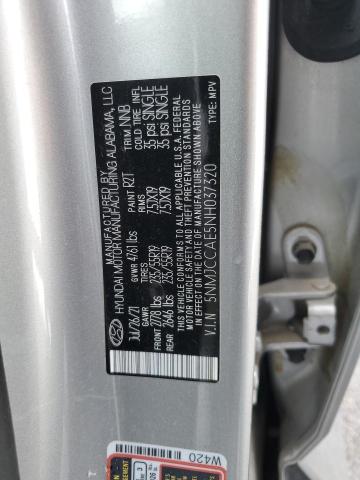 MANUFACTURED BY
HYUNDAI MOTOR MANUFACTURING ALABAMA, LLC
Jul/26/21 GVWR 4761 lbs PAINT R2T TRIM NNB
GAWR TIRES RIMS COLD TIRE INFL
FRONT 2778 lbs 235/55R19 7.5JX19 35 psi SINGLE
REAR 2646 lbs 235/55R19 7.5JX19 35 psi SINGLE
THIS VEHICLE CONFORMS TO ALL APPLICABLE U.S.A. FEDERAL
MOTOR VEHICLE SAFETY AND THEFT PREVENTION STANDARDS IN
EFFECT ON THE DATE OF MANUFACTURE SHOWN ABOVE.
V.I.N 5NMJCCAE5NH037320 TYPE: MPV
W420